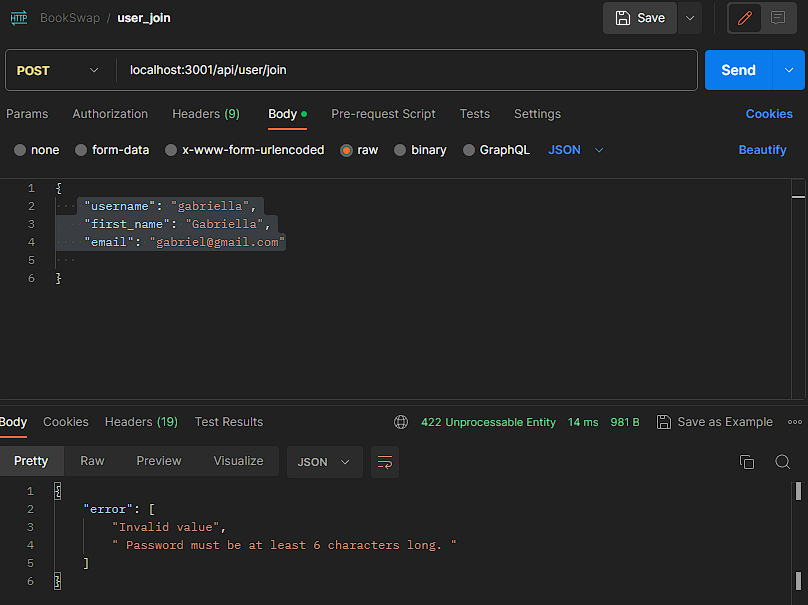 HTTP BookSwap / user_join Save
POST localhost:3001/api/user/join Send
Params Authorization Headers (9) Body Pre-request Script Tests Settings Cookies
none form-data x-www-form-urlencoded raw binary GraphQL JSON Beautify
1 {
2 "username": "gabriella",
3 "first_name": "Gabriella",
4 "email": "gabriel@gmail.com"
5
6 }
Body Cookies Headers (19) Test Results 422 Unprocessable Entity 14 ms 981 B Save as Example
Pretty Raw Preview Visualize JSON
1 {
2 "error": [
3 "Invalid value",
4 " Password must be at least 6 characters long. "
5 ]
6 }